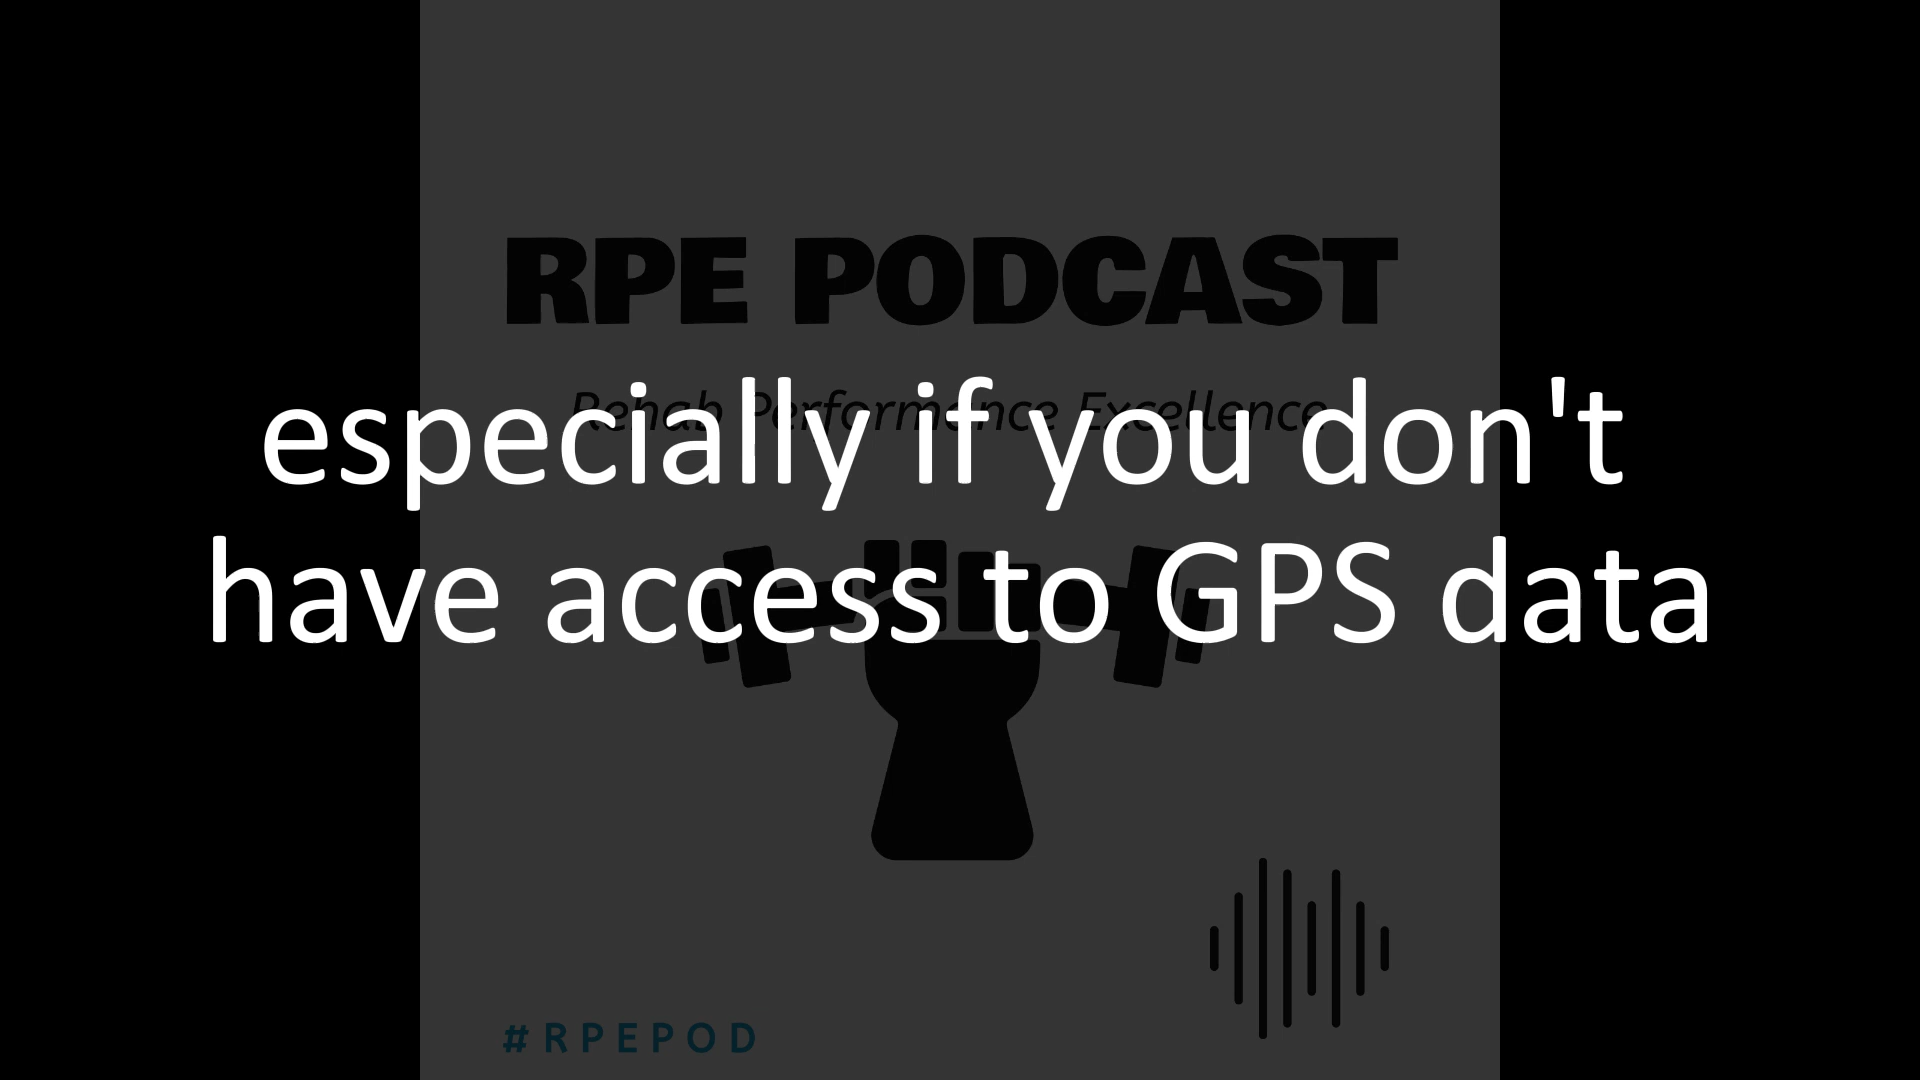 RPE PODCAST
Rehab Performance Excellence
especially if you don't
have access to GPS data
#RPEPOD